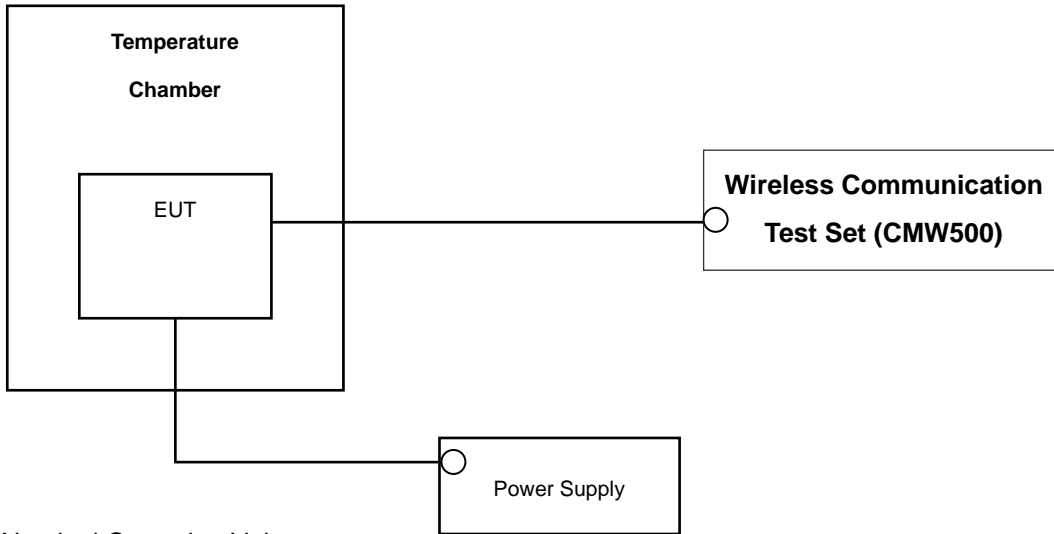 Temperature
Chamber
EUT
Wireless Communication
Test Set (CMW500)
Power Supply